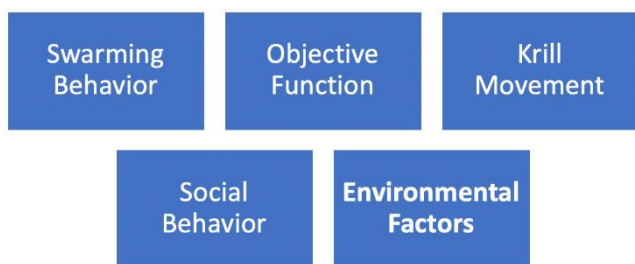 Swarming
Behavior
Objective
Function
Krill
Movement
Social
Behavior
Environmental
Factors